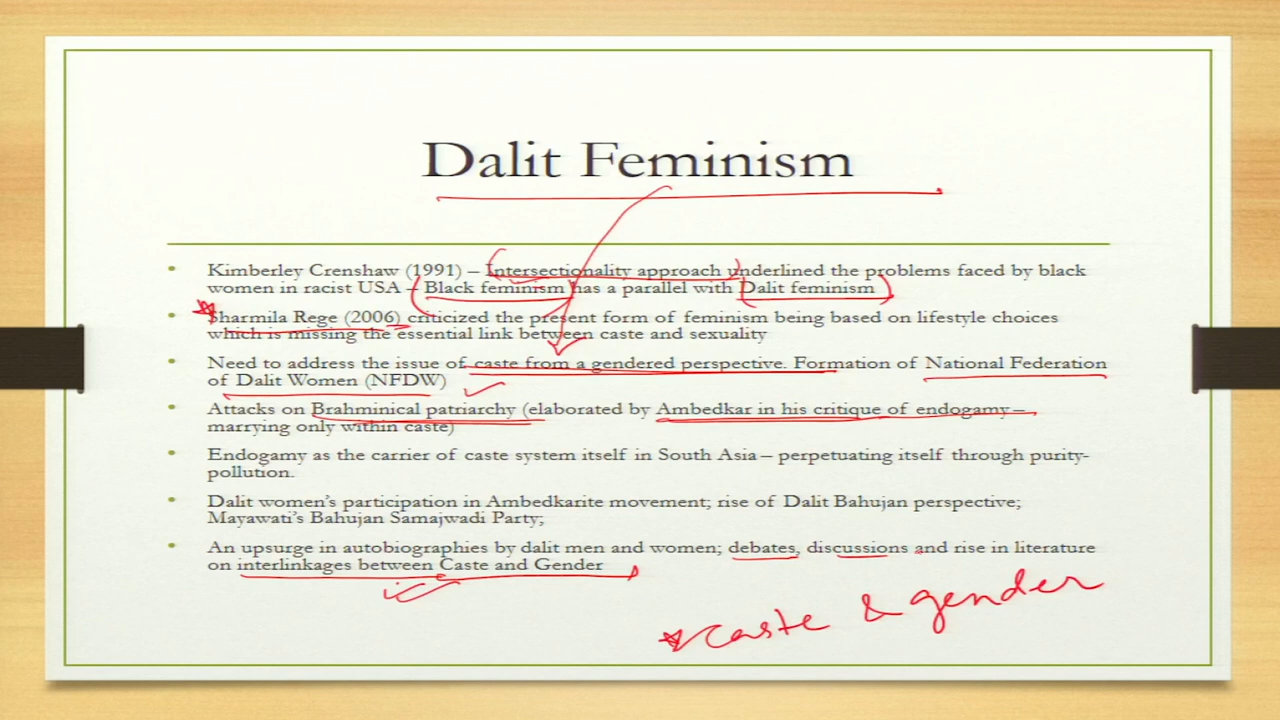 Dalit Feminism
• Kimberley Crenshaw (1991) – Intersectionality approach underlined the problems faced by black
women in racist USA – Black feminism has a parallel with Dalit feminism
• Sharmila Rege (2006) criticized the present form of feminism being based on lifestyle choices
which is missing the essential link between caste and sexuality
• Need to address the issue of caste from a gendered perspective. Formation of National Federation
of Dalit Women (NFDW)
• Attacks on Brahminical patriarchy (elaborated by Ambedkar in his critique of endogamy –
marrying only within caste)
• Endogamy as the carrier of caste system itself in South Asia – perpetuating itself through purity-
pollution.
• Dalit women's participation in Ambedkarite movement; rise of Dalit Bahujan perspective;
Mayawati's Bahujan Samajwadi Party;
• An upsurge in autobiographies by dalit men and women; debates, discussions and rise in literature
on interlinkages between Caste and Gender
caste & gender